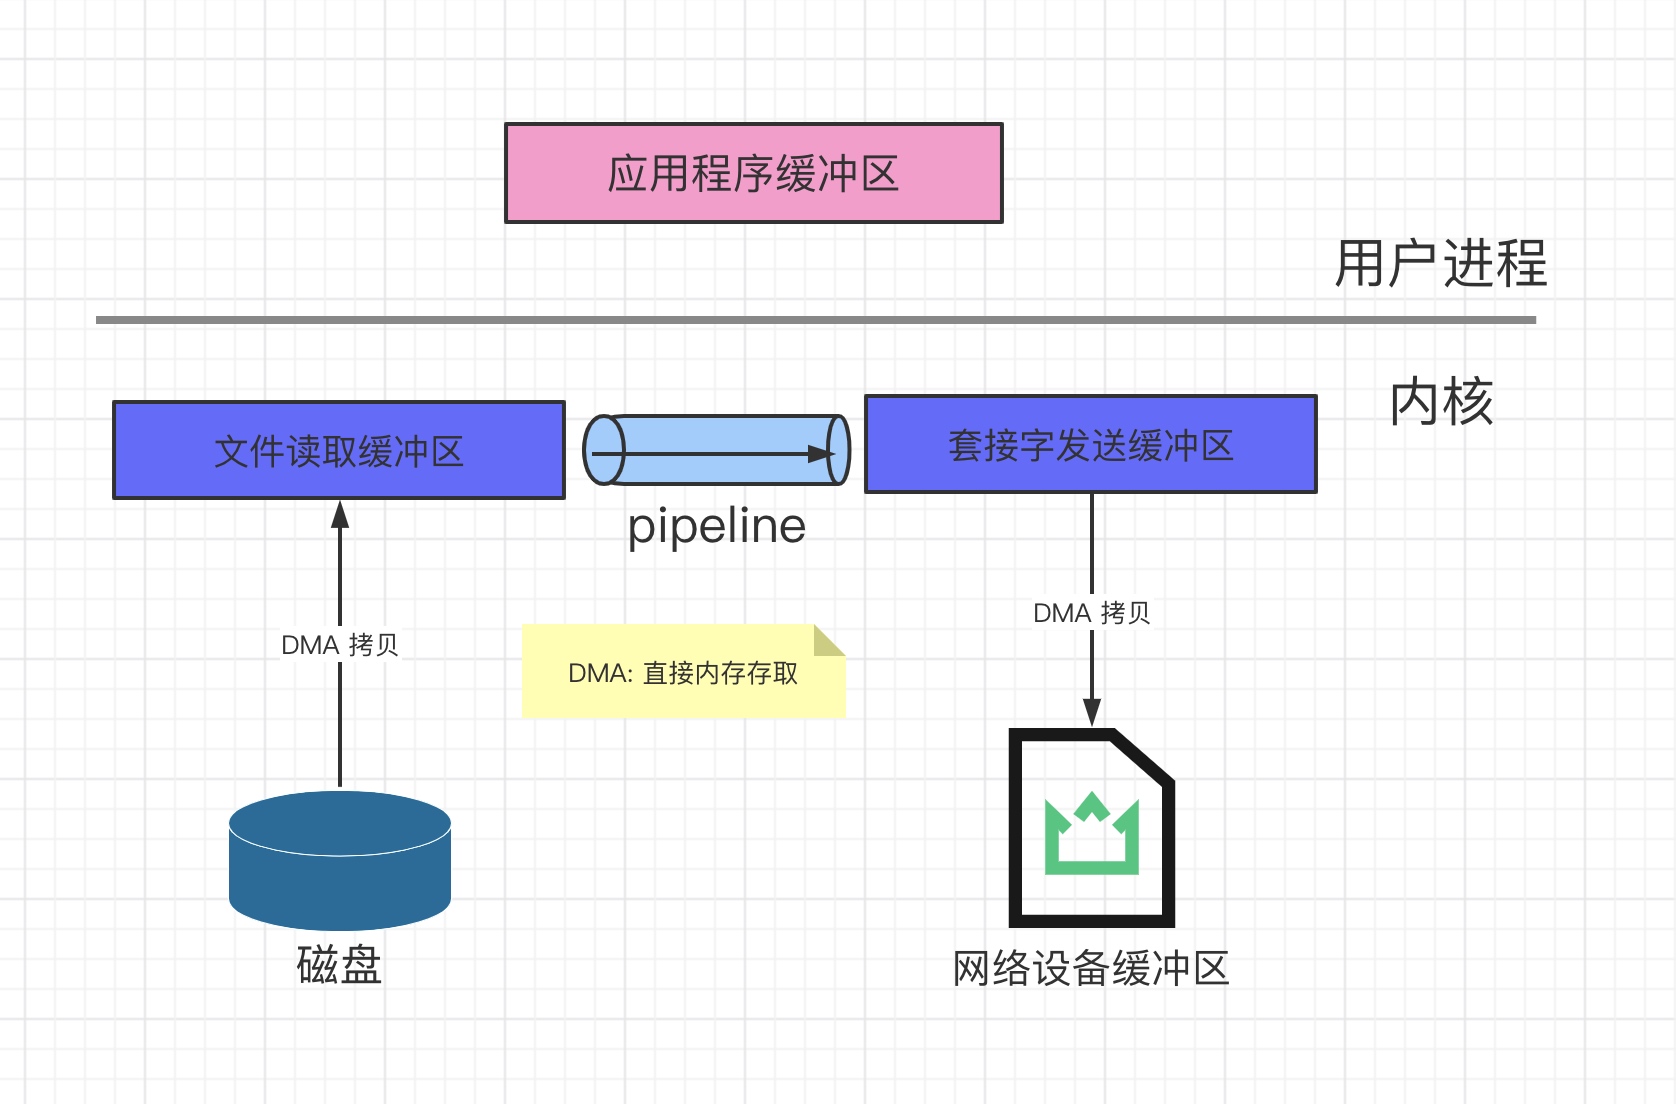 应用程序缓冲区
用户进程
内核
文件读取缓冲区
套接字发送缓冲区
pipeline
DMA 拷贝
DMA 拷贝
DMA: 直接内存存取
磁盘
网络设备缓冲区